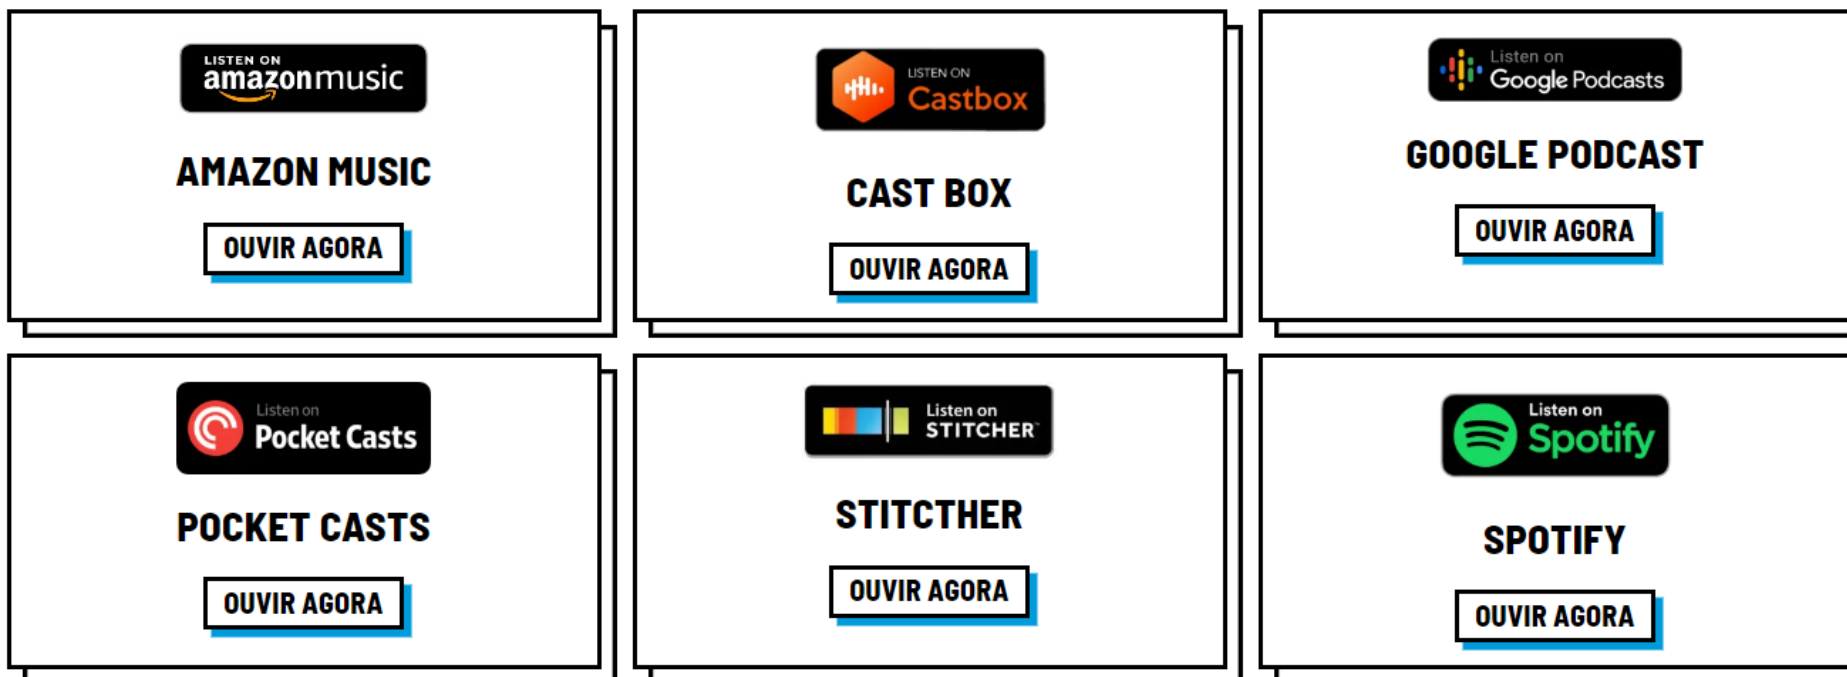 LISTEN ON
amazon music
AMAZON MUSIC
OUVIR AGORA
LISTEN ON
Castbox
CAST BOX
OUVIR AGORA
Listen on
Google Podcasts
GOOGLE PODCAST
OUVIR AGORA
Listen on
Pocket Casts
POCKET CASTS
OUVIR AGORA
Listen on
STITCHER
STITCTHER
OUVIR AGORA
Listen on
Spotify
SPOTIFY
OUVIR AGORA